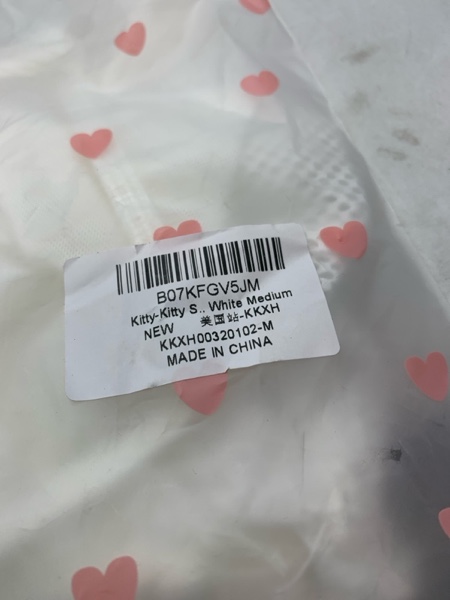 B07KFGV5JM
Kitty-Kitty S.. White Medium
NEW 美国站-KKXH
KKXH00320102-M
MADE IN CHINA